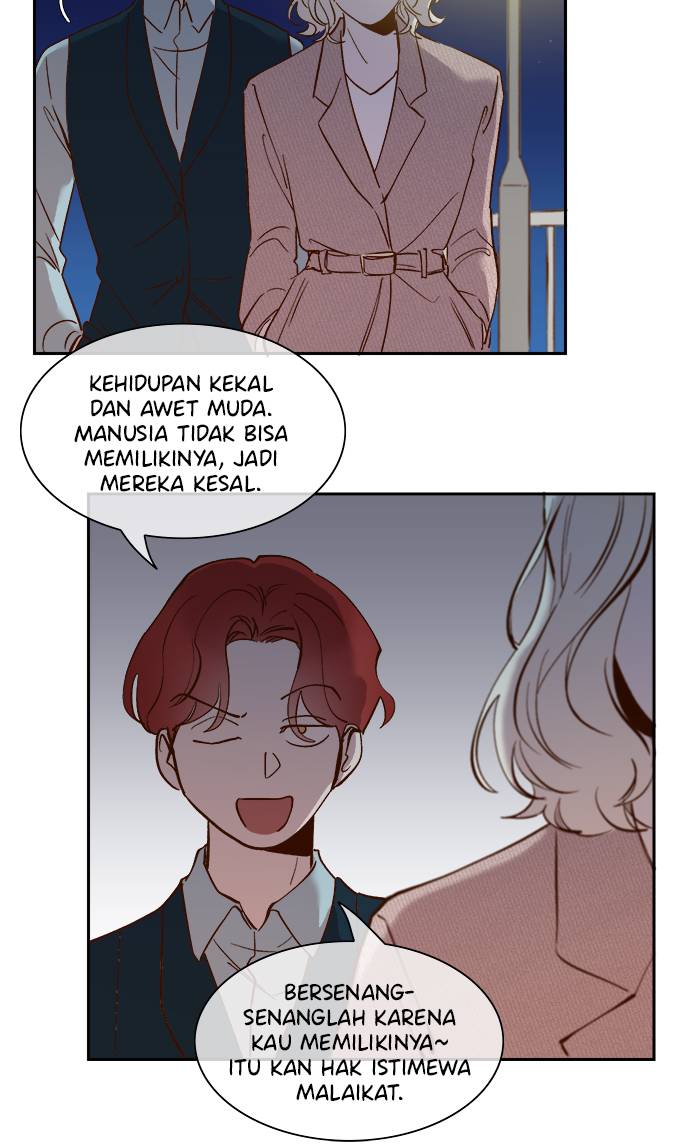 KEHIDUPAN KEKAL
DAN AWET MUDA.
MANUSIA TIDAK BISA
MEMILIKINYA, JADI
MEREKA KESAL.
BERSENANG-
SENANGLAH KARENA
KAU MEMILIKINYA~
ITU KAN HAK ISTIMEWA
MALAIKAT.